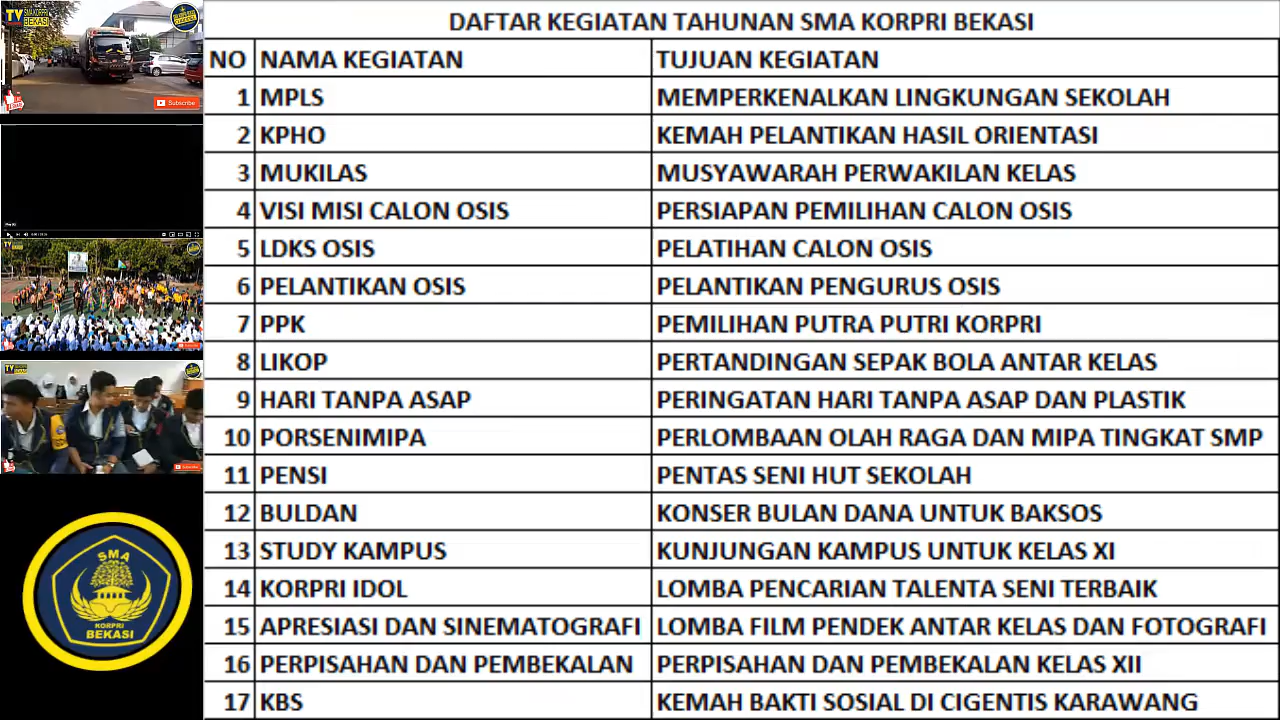 DAFTAR KEGIATAN TAHUNAN SMA KORPRI BEKASI
NO NAMA KEGIATAN TUJUAN KEGIATAN
1 MPLS MEMPERKENALKAN LINGKUNGAN SEKOLAH
2 KPHO KEMAH PELANTIKAN HASIL ORIENTASI
3 MUKILAS MUSYAWARAH PERWAKILAN KELAS
4 VISI MISI CALON OSIS PERSIAPAN PEMILIHAN CALON OSIS
5 LDKS OSIS PELATIHAN CALON OSIS
6 PELANTIKAN OSIS PELANTIKAN PENGURUS OSIS
7 PPK PEMILIHAN PUTRA PUTRI KORPRI
8 LIKOP PERTANDINGAN SEPAK BOLA ANTAR KELAS
9 HARI TANPA ASAP PERINGATAN HARI TANPA ASAP DAN PLASTIK
10 PORSENIMIPA PERLOMBAAN OLAH RAGA DAN MIPA TINGKAT SMP
11 PENSI PENTAS SENI HUT SEKOLAH
12 BULDAN KONSER BULAN DANA UNTUK BAKSOS
13 STUDY KAMPUS KUNJUNGAN KAMPUS UNTUK KELAS XI
14 KORPRI IDOL LOMBA PENCARIAN TALENTA SENI TERBAIK
15 APRESIASI DAN SINEMATOGRAFI LOMBA FILM PENDEK ANTAR KELAS DAN FOTOGRAFI
16 PERPISAHAN DAN PEMBEKALAN PERPISAHAN DAN PEMBEKALAN KELAS XII
17 KBS KEMAH BAKTI SOSIAL DI CIGENTIS KARAWANG
TV SMA KORPRI
BEKASI
Subscribe
SMA
KORPRI
BEKASI